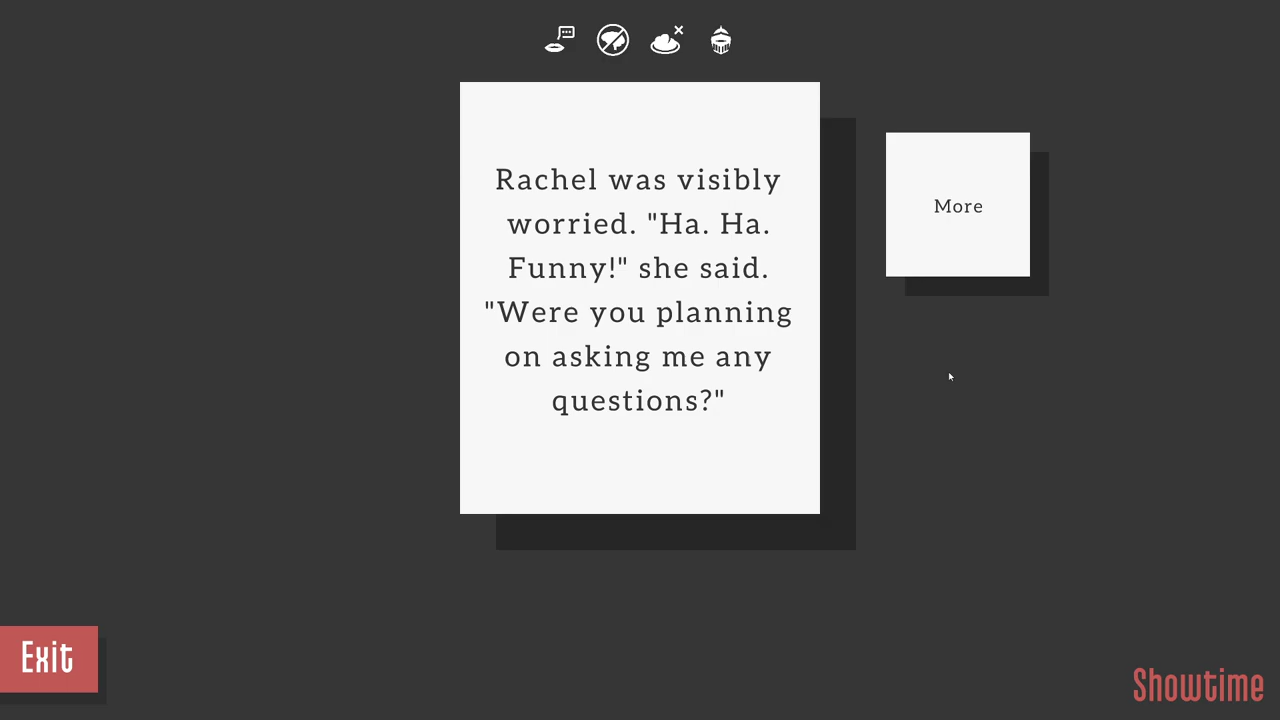 Rachel was visibly
worried. "Ha. Ha.
Funny!" she said.
"Were you planning
on asking me any
questions?"
More
Exit
Showtime